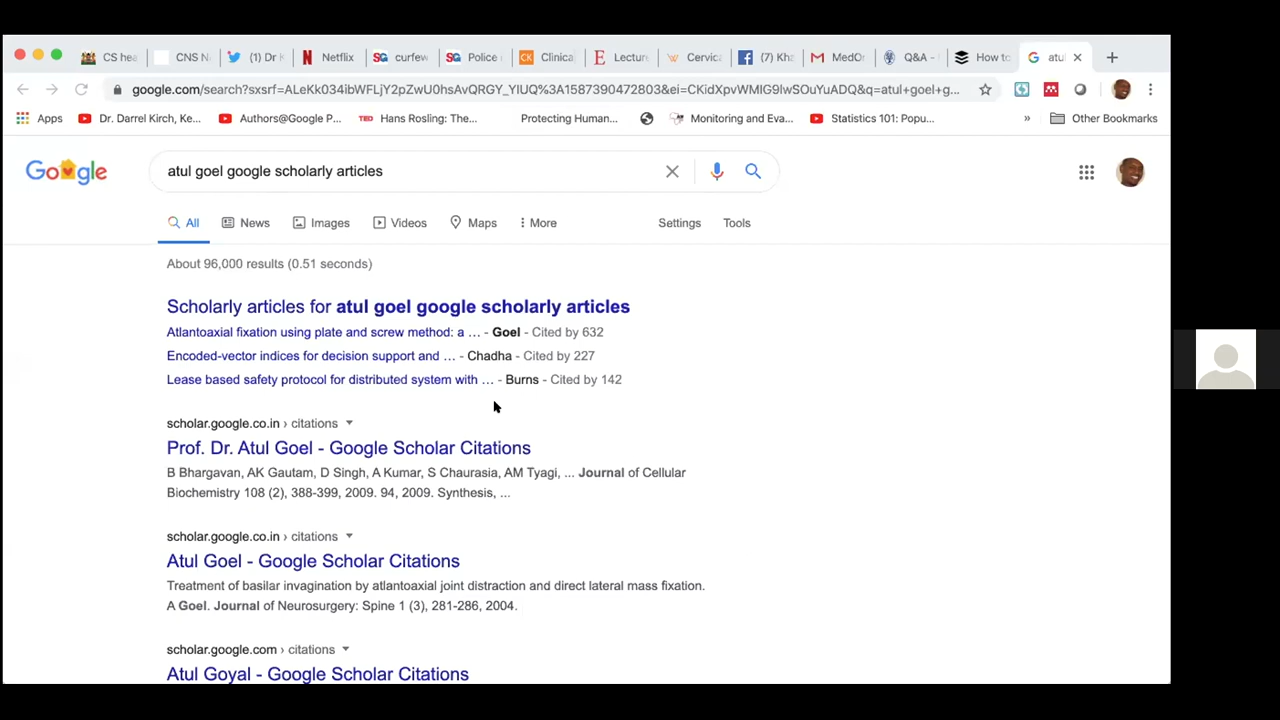 CS hea
CNS N
(1) Dr
Netflix
SG curfew
SG Police
CK Clinica
E Lectur
Cervica
(7) Kha
MedO
Q&A -
How to
G atul
google.com/search?sxsrf=ALeKk034ibWFLjY2pZwU0hsAvQRGY_YlUQ%3A1587390472803&ei=CKidXpvWMIG9lwSOuYuADQ&q=atul+goel+g...
Apps
Dr. Darrel Kirch, Ke...
Authors@Google P...
TED Hans Rosling: The...
Protecting Human...
Monitoring and Eva...
Statistics 101: Popu...
»
Other Bookmarks
Google
atul goel google scholarly articles
All
News
Images
Videos
Maps
More
Settings
Tools
About 96,000 results (0.51 seconds)
Scholarly articles for atul goel google scholarly articles
Atlantoaxial fixation using plate and screw method: a ... - Goel - Cited by 632
Encoded-vector indices for decision support and ... - Chadha - Cited by 227
Lease based safety protocol for distributed system with ... - Burns - Cited by 142
scholar.google.co.in › citations
Prof. Dr. Atul Goel - Google Scholar Citations
B Bhargavan, AK Gautam, D Singh, A Kumar, S Chaurasia, AM Tyagi, ... Journal of Cellular
Biochemistry 108 (2), 388-399, 2009. 94, 2009. Synthesis, ...
scholar.google.co.in › citations
Atul Goel - Google Scholar Citations
Treatment of basilar invagination by atlantoaxial joint distraction and direct lateral mass fixation.
A Goel. Journal of Neurosurgery: Spine 1 (3), 281-286, 2004.
scholar.google.com › citations
Atul Goyal - Google Scholar Citations